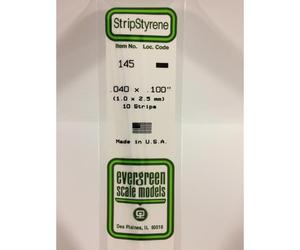 StripStyrene
Item No. Loc. Code
145
.040 x .100"
(1.0 x 2.5 mm)
10 Strips
Made in U.S.A.
evergreen
scale models
Des Plaines, IL 60018